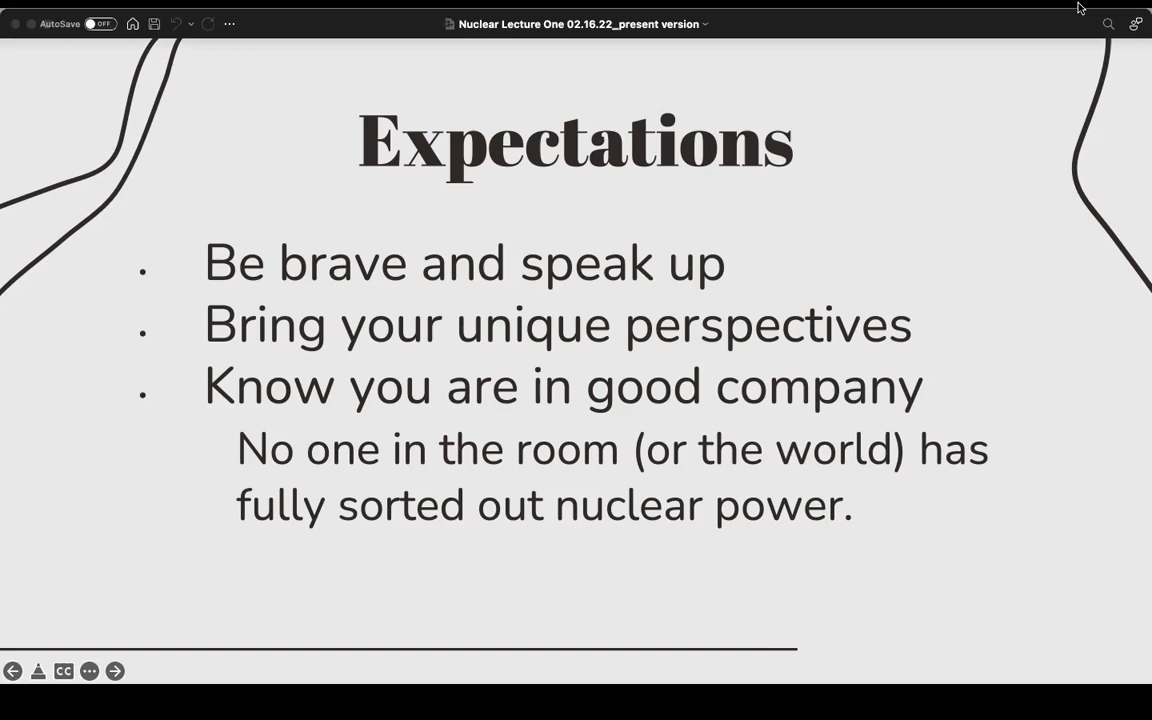 AutoSave OFF
Nuclear Lecture One 02.16.22_present version
Expectations
Be brave and speak up
Bring your unique perspectives
Know you are in good company
No one in the room (or the world) has
fully sorted out nuclear power.
CC